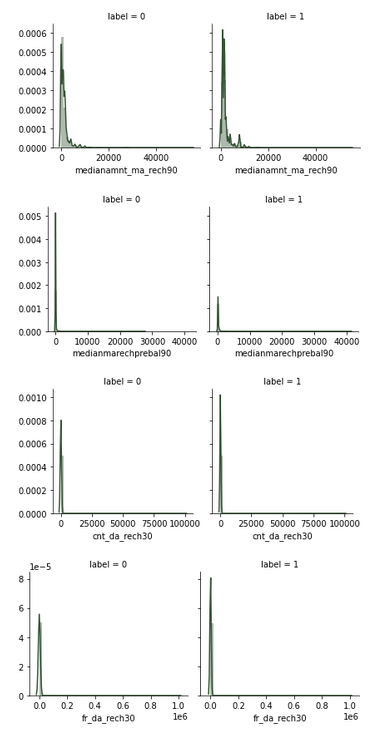 label = 0 label = 1
0.0006
0.0005
0.0004
0.0003
0.0002
0.0001
0.0000
0 20000 40000 0 20000 40000
medianamnt_ma_rech90 medianamnt_ma_rech90
label = 0 label = 1
0.005
0.004
0.003
0.002
0.001
0.000
0 10000 20000 30000 40000 0 10000 20000 30000 40000
medianmarechprebal90 medianmarechprebal90
label = 0 label = 1
0.0010
0.0008
0.0006
0.0004
0.0002
0.0000
0 25000 50000 75000 100000 0 25000 50000 75000 100000
cnt_da_rech30 cnt_da_rech30
1e−5 label = 0 label = 1
8
6
4
2
0
0.0 0.2 0.4 0.6 0.8 1.0 0.0 0.2 0.4 0.6 0.8 1.0
fr_da_rech30 1e6 fr_da_rech30 1e6